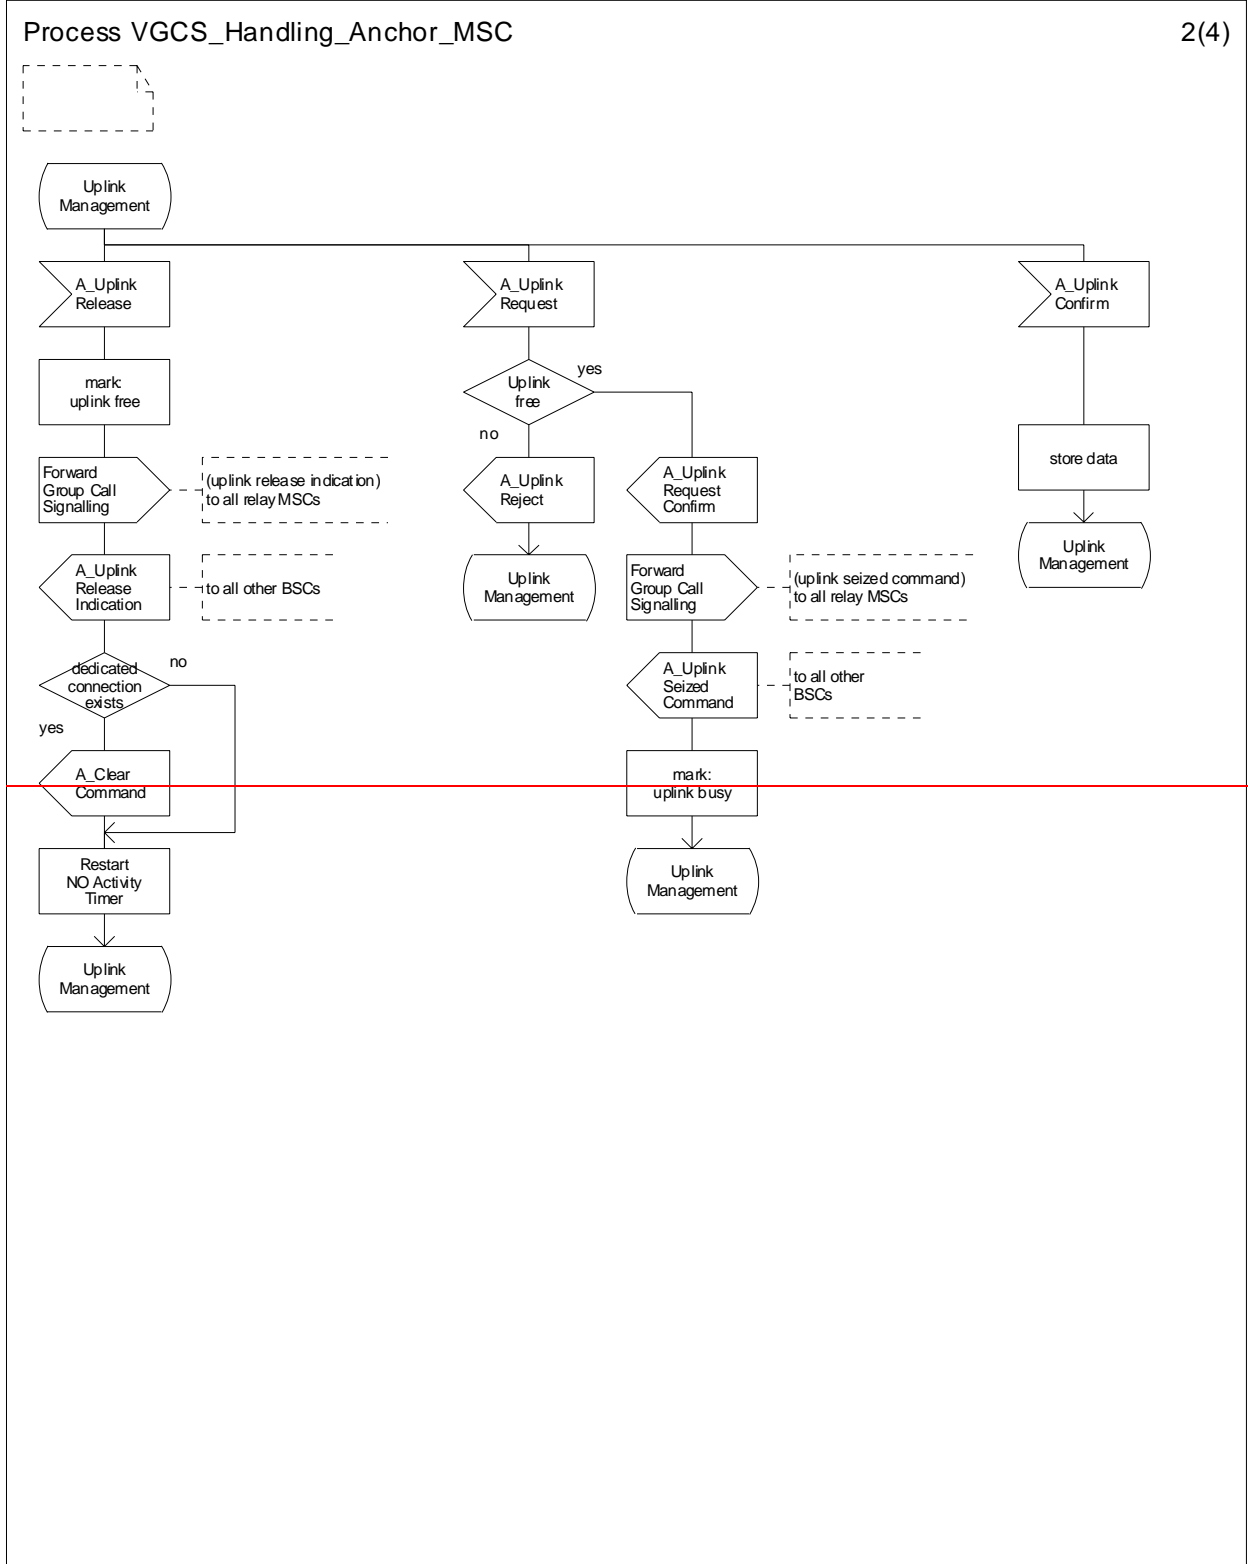 Process VGCS_Handling_Anchor_MSC
2(4)
Uplink
Management
A_Uplink
Release
mark:
uplink free
Forward
Group Call
Signalling
(uplink release indication)
to all relay MSCs
A_Uplink
Release
Indication
to all other BSCs
dedicated
connection
exists
no
yes
A_Clear
Command
Restart
NO Activity
Timer
Uplink
Management
A_Uplink
Request
Uplink
free
yes
no
A_Uplink
Reject
Uplink
Management
A_Uplink
Request
Confirm
Forward
Group Call
Signalling
(uplink seized command)
to all relay MSCs
A_Uplink
Seized
Command
to all other
BSCs
mark:
uplink busy
Uplink
Management
A_Uplink
Confirm
store data
Uplink
Management